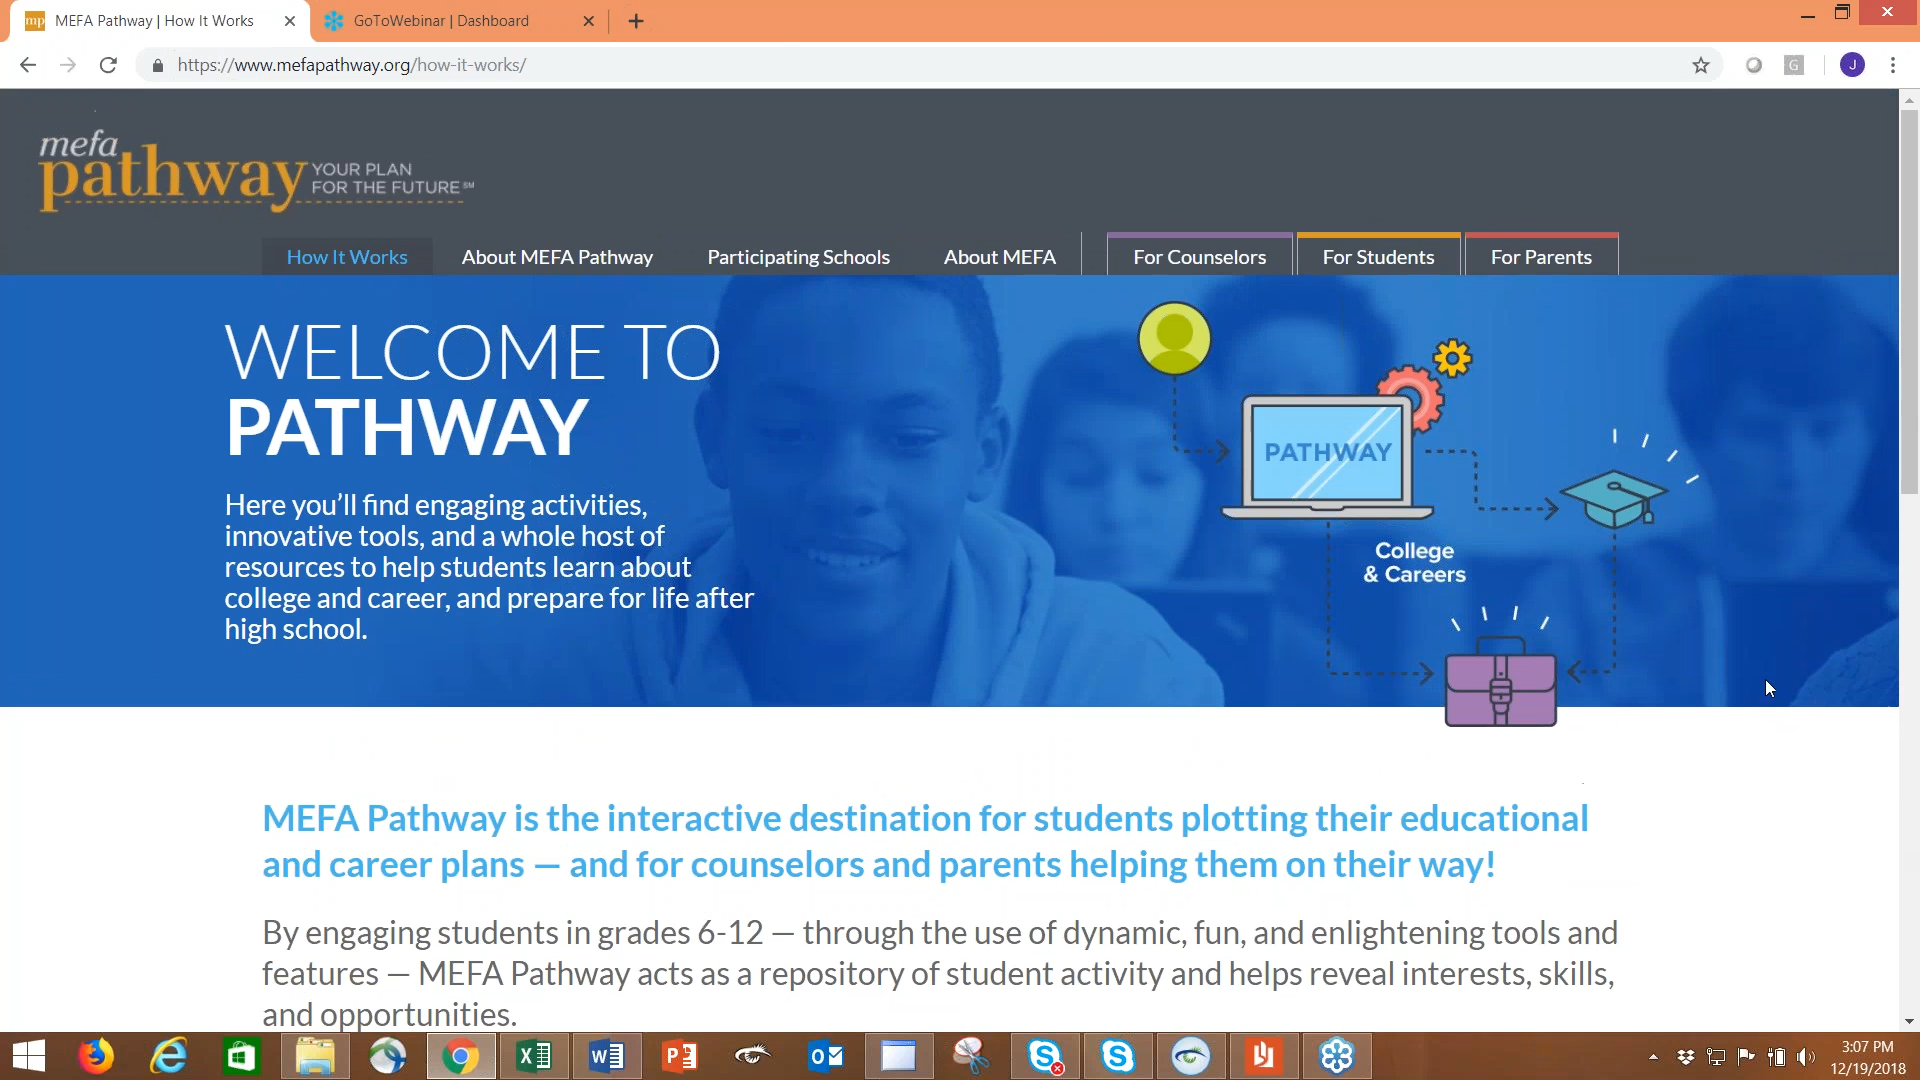 MEFA Pathway | How It Works
GoToWebinar | Dashboard
https://www.mefapathway.org/how-it-works/
G
J
mefa
pathway
YOUR PLAN
FOR THE FUTURE℠
How It Works
About MEFA Pathway
Participating Schools
About MEFA
For Counselors
For Students
For Parents
WELCOME TO
PATHWAY
Here you’ll find engaging activities,
innovative tools, and a whole host of
resources to help students learn about
college and career, and prepare for life after
high school.
PATHWAY
College
& Careers
MEFA Pathway is the interactive destination for students plotting their educational
and career plans — and for counselors and parents helping them on their way!
By engaging students in grades 6-12 — through the use of dynamic, fun, and enlightening tools and
features — MEFA Pathway acts as a repository of student activity and helps reveal interests, skills,
and opportunities.
3:07 PM
12/19/2018